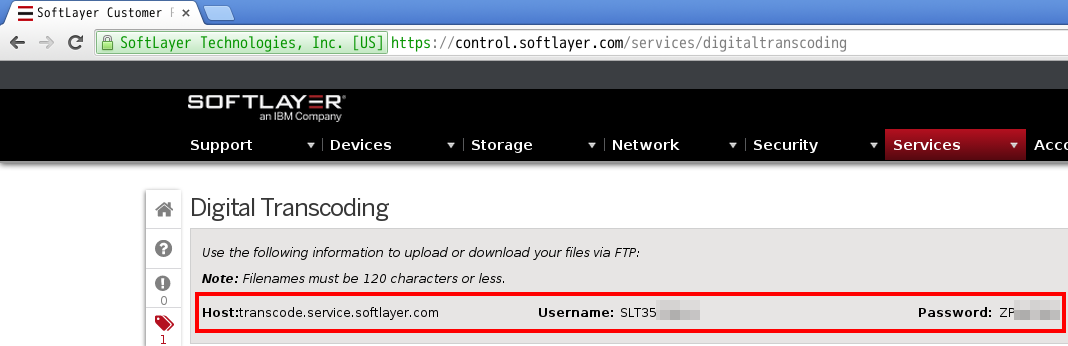 SoftLayer Customer
SoftLayer Technologies, Inc. [US] https://control.softlayer.com/services/digitaltranscoding
SOFTLAYER®
an IBM Company
Support Devices Storage Network Security Services Acco
Digital Transcoding
Use the following information to upload or download your files via FTP:
Note: Filenames must be 120 characters or less.
0
Host:transcode.service.softlayer.com Username: SLT35 Password: ZP
1